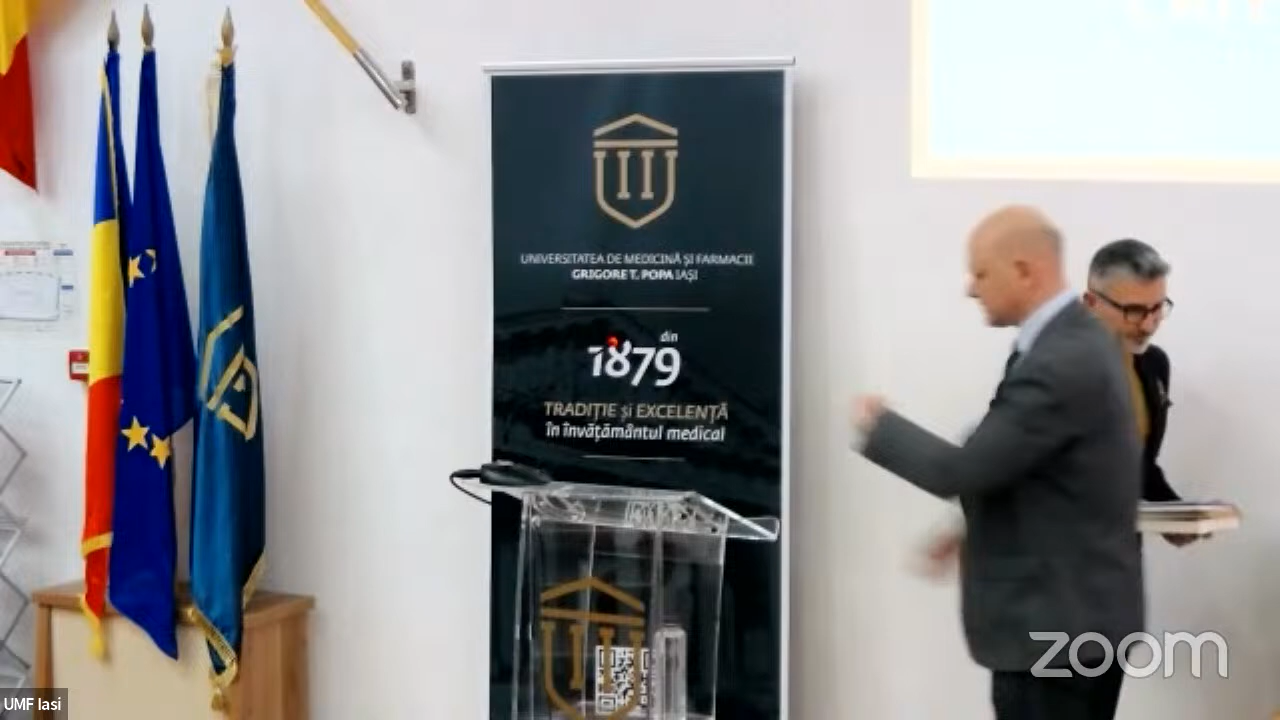 UNIVERSITATEA DE MEDICINĂ ȘI FARMACIE
GRIGORE T. POPA IAȘI
din
1879
TRADIȚIE și EXCELENȚĂ
în învățământul medical
zoom
UMF Iasi